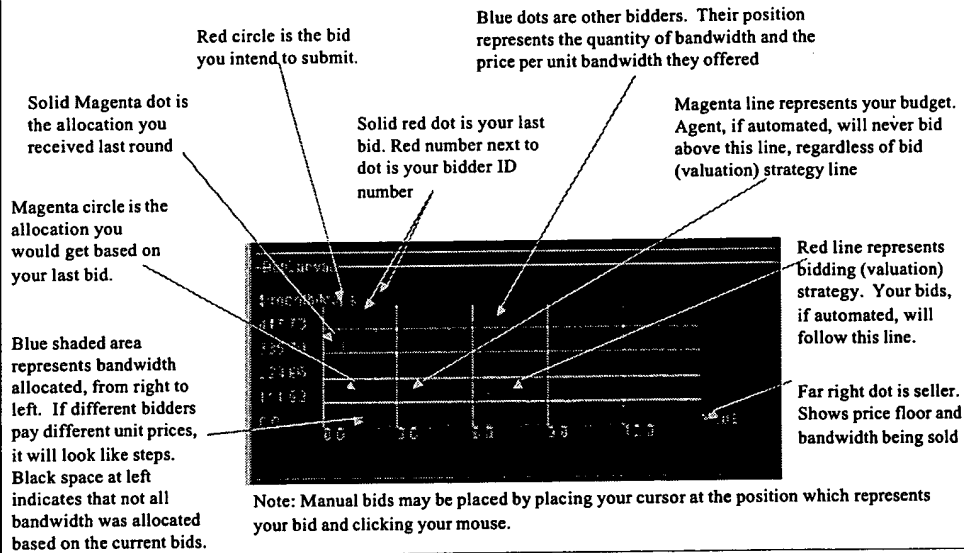 Blue dots are other bidders. Their position
represents the quantity of bandwidth and the
price per unit bandwidth they offered
Red circle is the bid
you intend to submit.
Solid Magenta dot is
the allocation you
received last round
Solid red dot is your last
bid. Red number next to
dot is your bidder ID
number
Magenta line represents your budget.
Agent, if automated, will never bid
above this line, regardless of bid
(valuation) strategy line
Magenta circle is the
allocation you
would get based on
your last bid.
Red line represents
bidding (valuation)
strategy. Your bids,
if automated, will
follow this line.
Blue shaded area
represents bandwidth
allocated, from right to
left. If different bidders
pay different unit prices,
it will look like steps.
Black space at left
indicates that not all
bandwidth was allocated
based on the current bids.
Far right dot is seller.
Shows price floor and
bandwidth being sold
0.0
Note: Manual bids may be placed by placing your cursor at the position which represents
your bid and clicking your mouse.